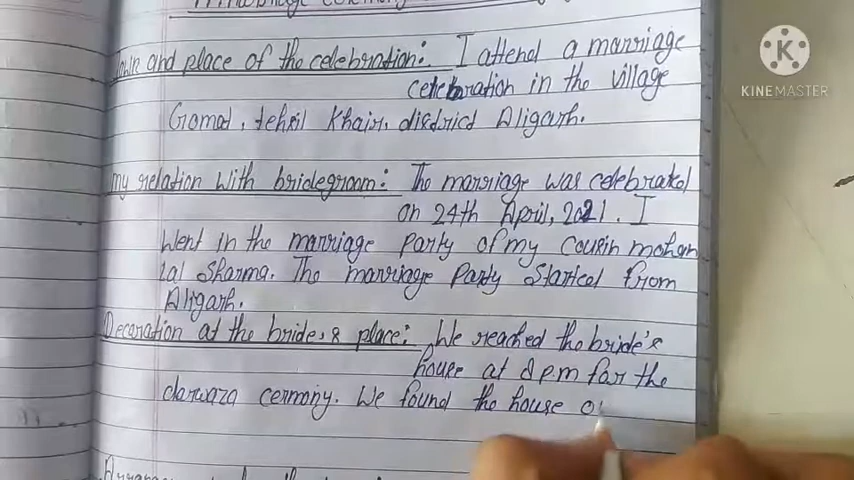 and place of the celebration: I attend a marriage
celebration in the village
Gomat, tehsil Khair, district Aligarh.
my relation with bridegroom: The marriage was celebrated
on 24th April, 2021. I
went in the marriage party of my cousin mohan
lal Sharma. The marriage party started from
Aligarh.
Decoration at the bride,s place: We reached the bride's
house at 8 pm for the
darwaza cermony. We found the house
KINEMASTER